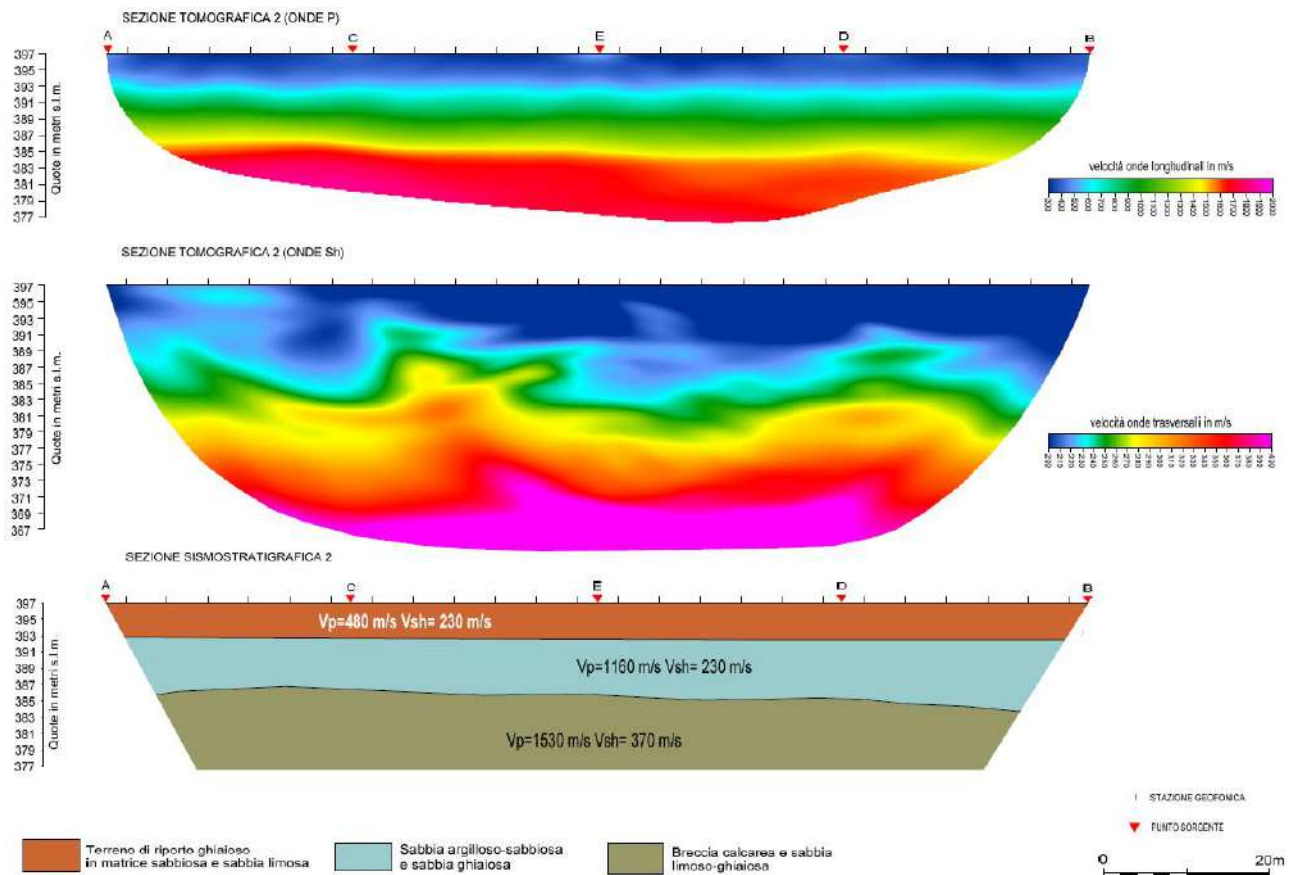 SEZIONE TOMOGRAFICA 2 (ONDE P)
A C E D B
397
395
393
391
389
387
385
383
381
379
377
Quote in metri s.l.m.
velocità onde longitudinali in m/s
SEZIONE TOMOGRAFICA 2 (ONDE Sh)
397
395
393
391
389
387
385
383
381
379
377
375
373
371
369
367
Quote in metri s.l.m.
velocità onde trasversali in m/s
SEZIONE SISMOSTRATIGRAFICA 2
A C E D B
397
395
393
391
389
387
385
383
381
379
377
Quote in metri s.l.m.
Vp=480 m/s Vsh= 230 m/s
Vp=1160 m/s Vsh= 230 m/s
Vp=1530 m/s Vsh= 370 m/s
I STAZIONE GEOFONICA
PUNTO SORGENTE
Terreno di riporto ghiaioso
in matrice sabbiosa e sabbia limosa
Sabbia argilloso-sabbiosa
e sabbia ghiaiosa
Breccia calcarea e sabbia
limoso-ghiaiosa
0 20m